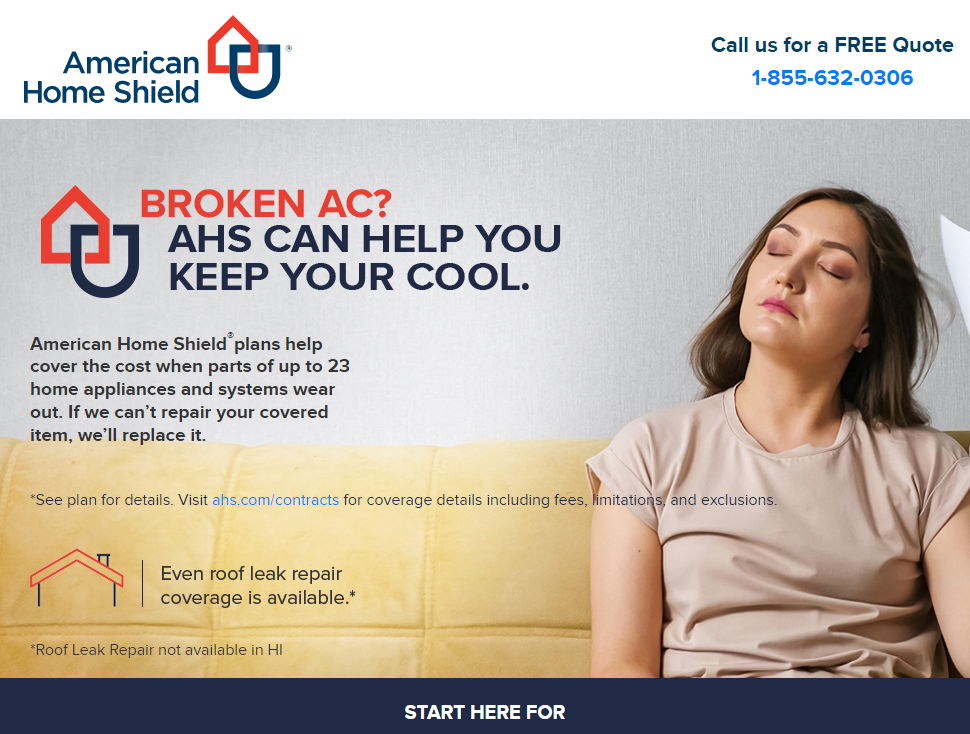 American
Home Shield®
Call us for a FREE Quote
1-855-632-0306
BROKEN AC?
AHS CAN HELP YOU
KEEP YOUR COOL.
American Home Shield® plans help
cover the cost when parts of up to 23
home appliances and systems wear
out. If we can’t repair your covered
item, we’ll replace it.
*See plan for details. Visit ahs.com/contracts for coverage details including fees, limitations, and exclusions.
Even roof leak repair
coverage is available.*
*Roof Leak Repair not available in HI
START HERE FOR